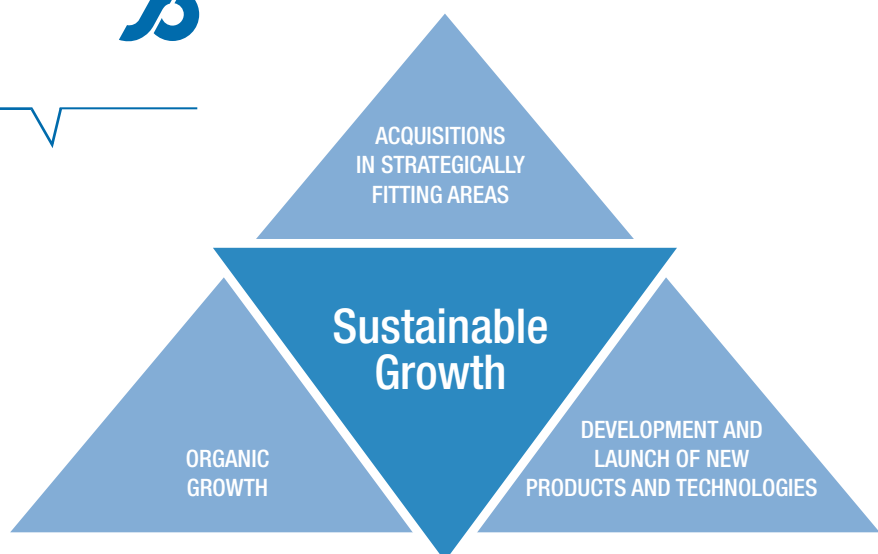 ACQUISITIONS
IN STRATEGICALLY
FITTING AREAS
Sustainable
Growth
ORGANIC
GROWTH
DEVELOPMENT AND
LAUNCH OF NEW
PRODUCTS AND TECHNOLOGIES